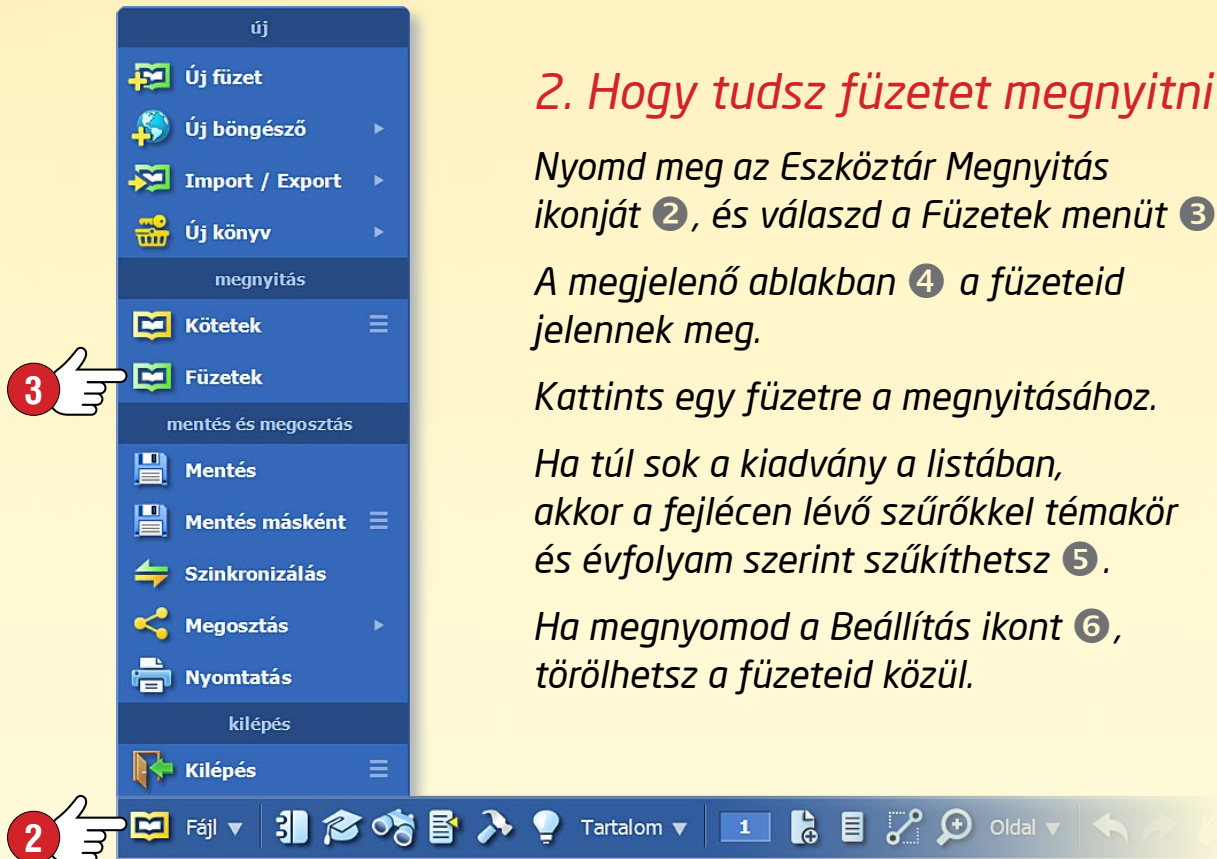 új
Új füzet
Új böngésző
Import / Export
Új könyv
megnyitás
Kötetek
Füzetek
3
mentés és megosztás
Mentés
Mentés másként
Szinkronizálás
Megosztás
Nyomtatás
kilépés
Kilépés
2
Fájl
Tartalom
1
Oldal
2. Hogy tudsz füzetet megnyitni
Nyomd meg az Eszköztár Megnyitás
ikonját ❷, és válaszd a Füzetek menüt ❸
A megjelenő ablakban ❹ a füzeteid
jelennek meg.
Kattints egy füzetre a megnyitásához.
Ha túl sok a kiadvány a listában,
akkor a fejlécen lévő szűrőkkel témakör
és évfolyam szerint szűkíthetsz ❺.
Ha megnyomod a Beállítás ikont ❻,
törölhetsz a füzeteid közül.